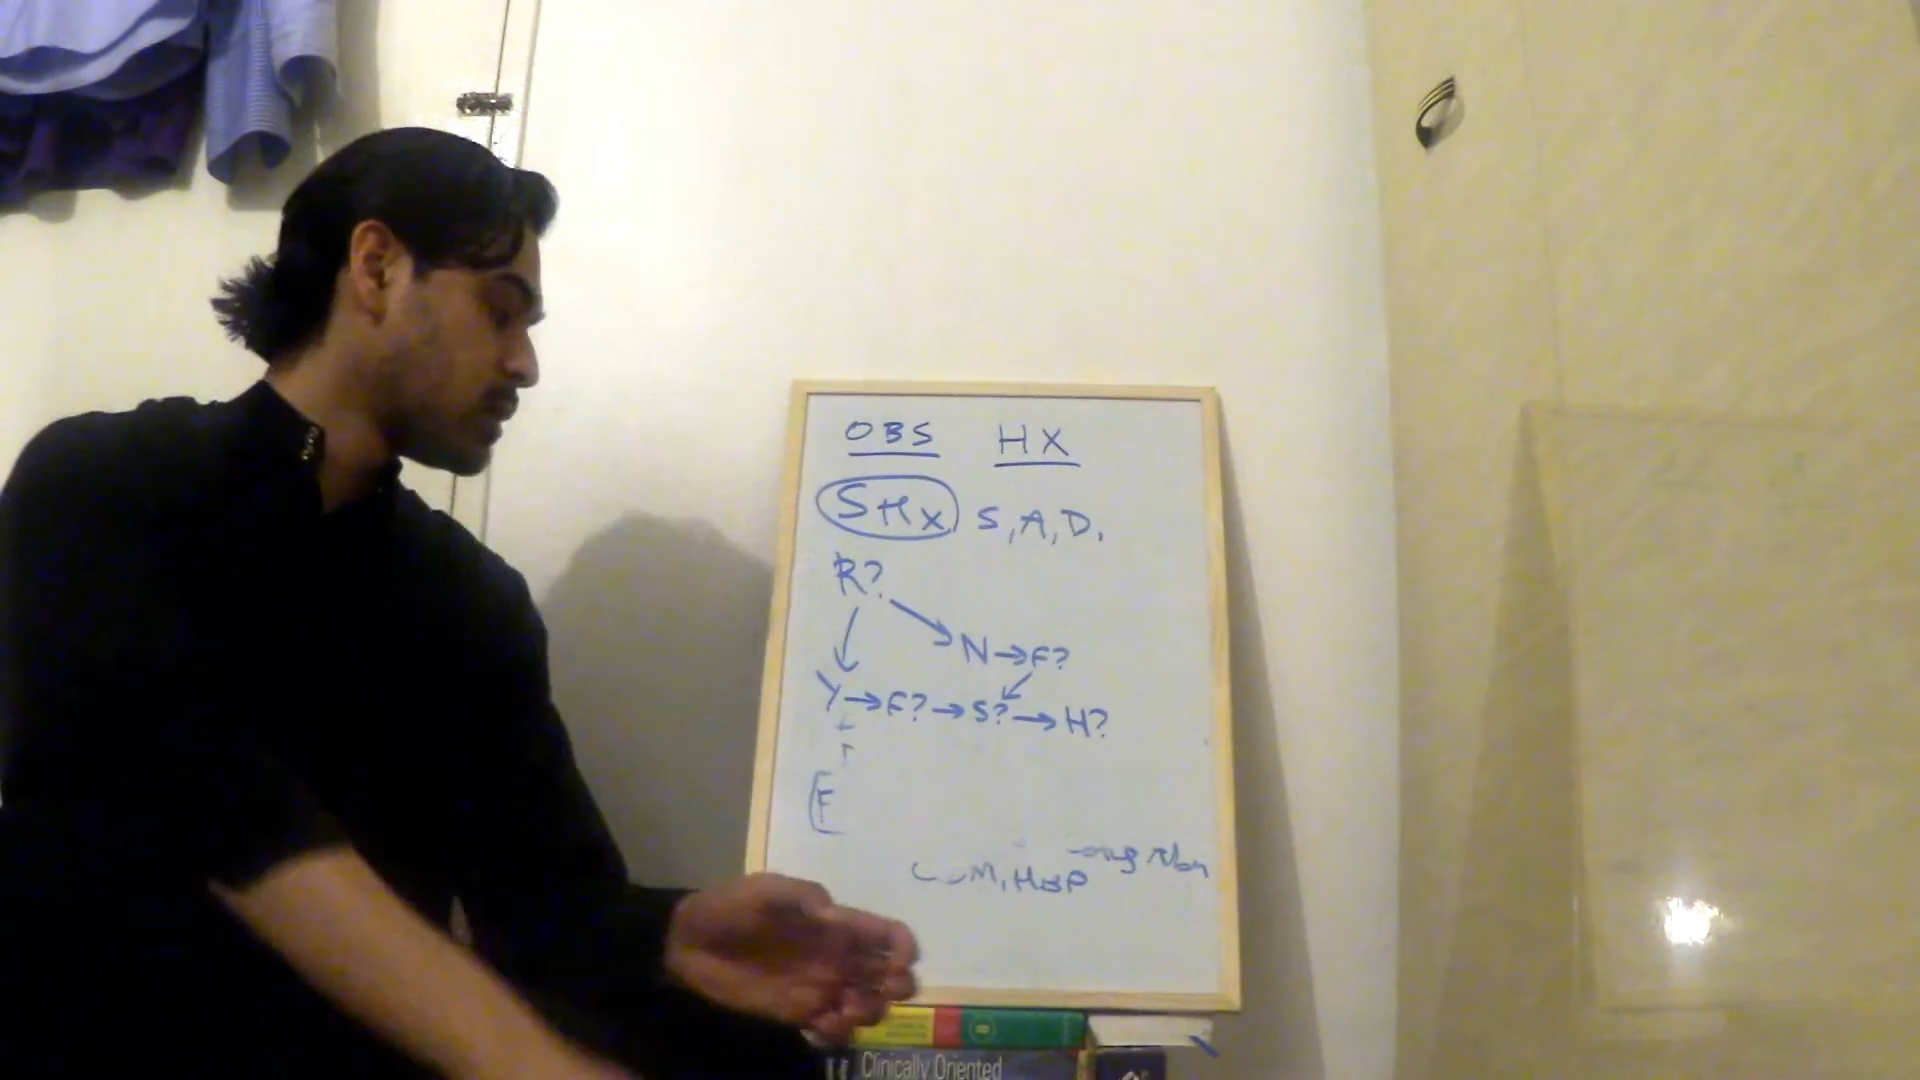 OBS HX
SHx S, A, D.
R?
N→F?
Y→F?→S?→H?
F
M, HBP
Clinically Oriented